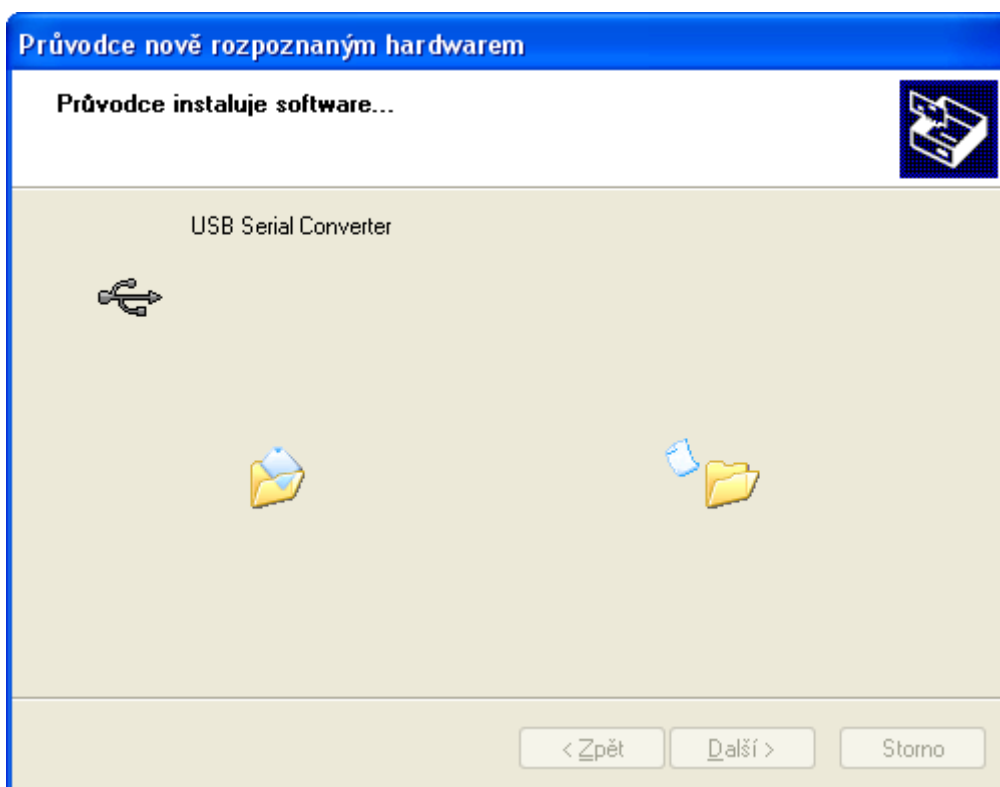 Průvodce nově rozpoznaným hardwarem
Průvodce instaluje software...
USB Serial Converter
< Zpět
Další >
Storno